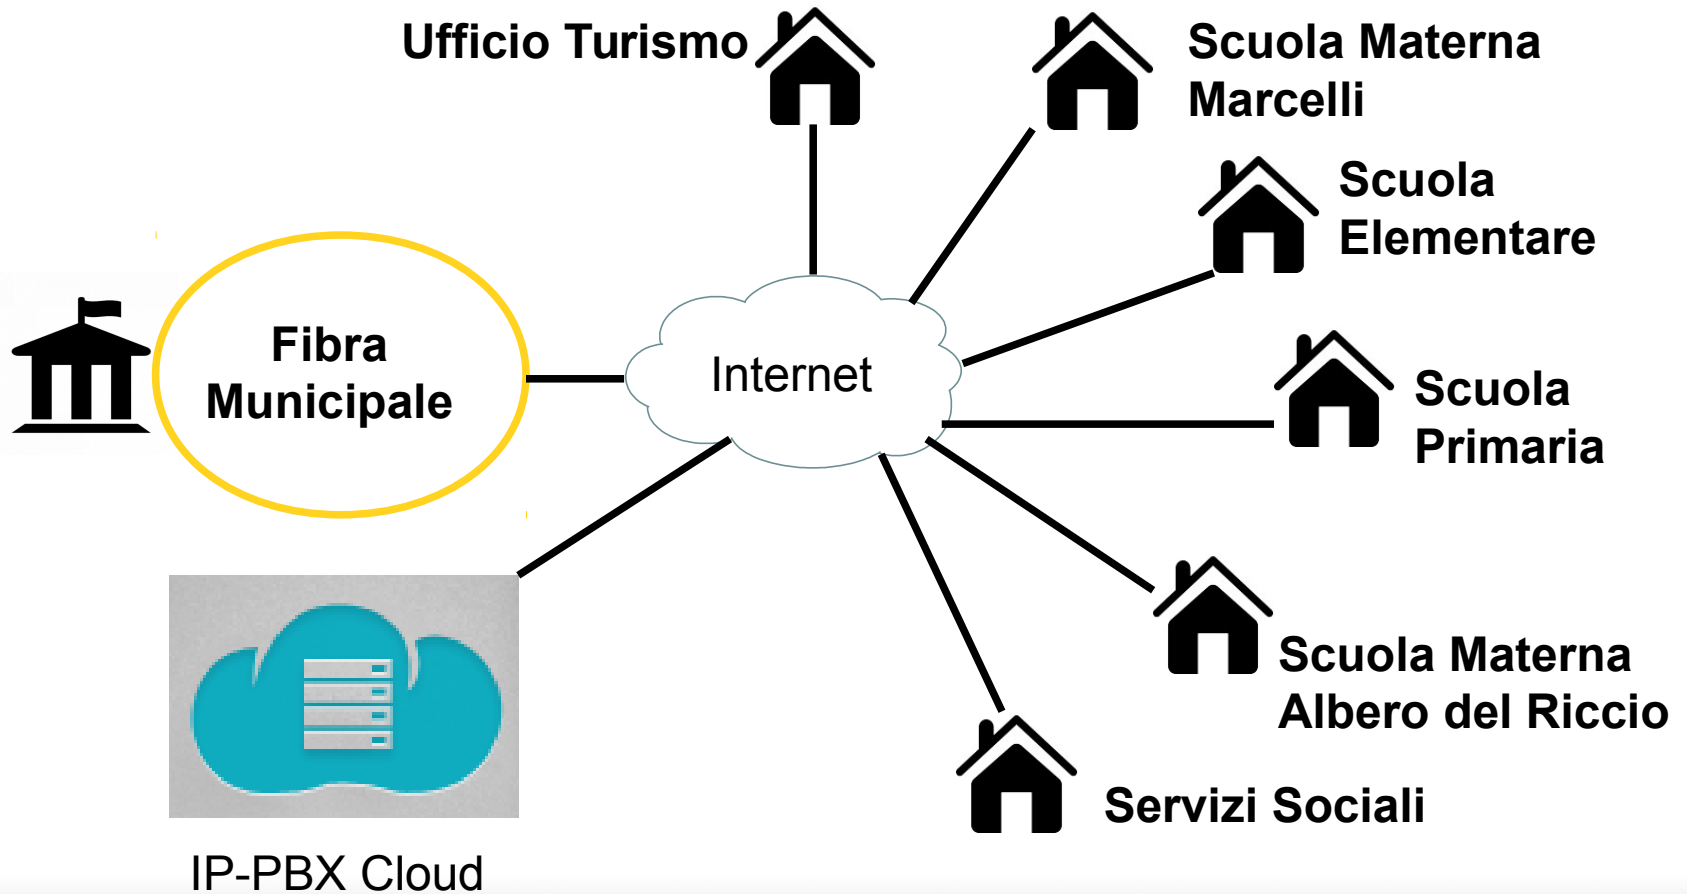 Ufficio Turismo
Scuola Materna
Marcelli
Scuola
Elementare
Fibra
Municipale
Internet
Scuola
Primaria
Scuola Materna
Albero del Riccio
Servizi Sociali
IP-PBX Cloud